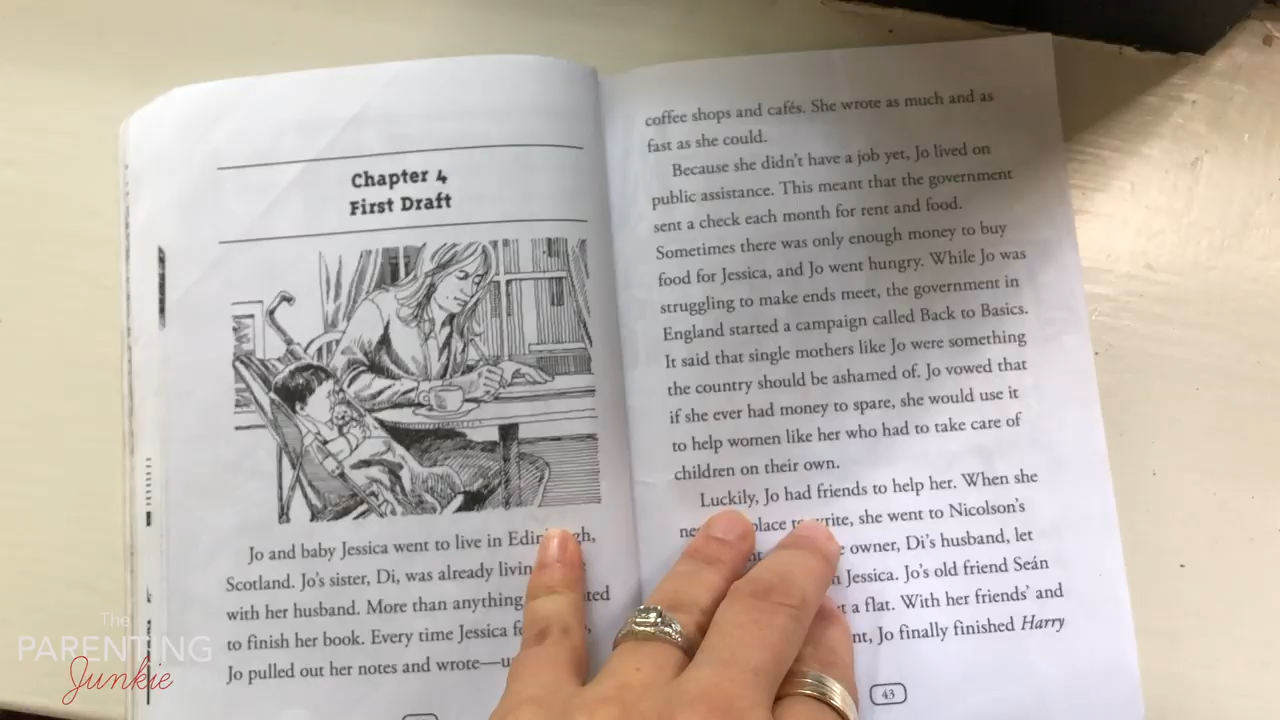 Chapter 4
First Draft
Jo and baby Jessica went to live in
Scotland. Jo's sister, Di, was already
with her husband. More than anything
to finish her book. Every time Jessica
Jo pulled out her notes and wrote—
coffee shops and cafés. She wrote as much and as
fast as she could.
Because she didn't have a job yet, Jo lived on
public assistance. This meant that the government
sent a check each month for rent and food.
Sometimes there was only enough money to buy
food for Jessica, and Jo went hungry. While Jo was
struggling to make ends meet, the government in
England started a campaign called Back to Basics.
It said that single mothers like Jo were something
the country should be ashamed of. Jo vowed that
if she ever had money to spare, she would use it
to help women like her who had to take care of
children on their own.
Luckily, Jo had friends to help her. When she
place to write, she went to Nicolson's
owner, Di's husband, let
Jessica. Jo's old friend Seán
a flat. With her friends' and
Jo finally finished Harry
43
The
PARENTING
Junkie